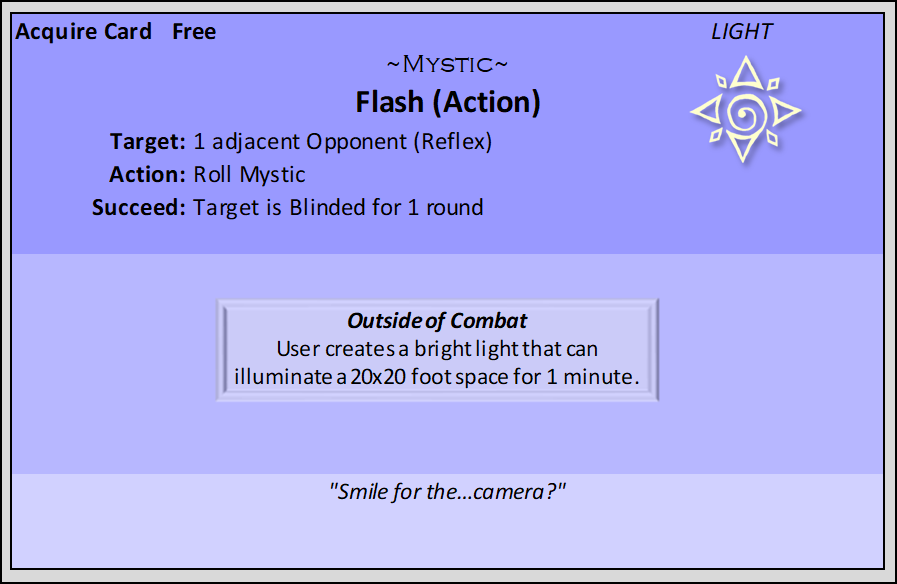 Acquire Card Free LIGHT
~Mystic~
Flash (Action)
Target: 1 adjacent Opponent (Reflex)
Action: Roll Mystic
Succeed: Target is Blinded for 1 round
Outside of Combat
User creates a bright light that can
illuminate a 20x20 foot space for 1 minute.
"Smile for the...camera?"